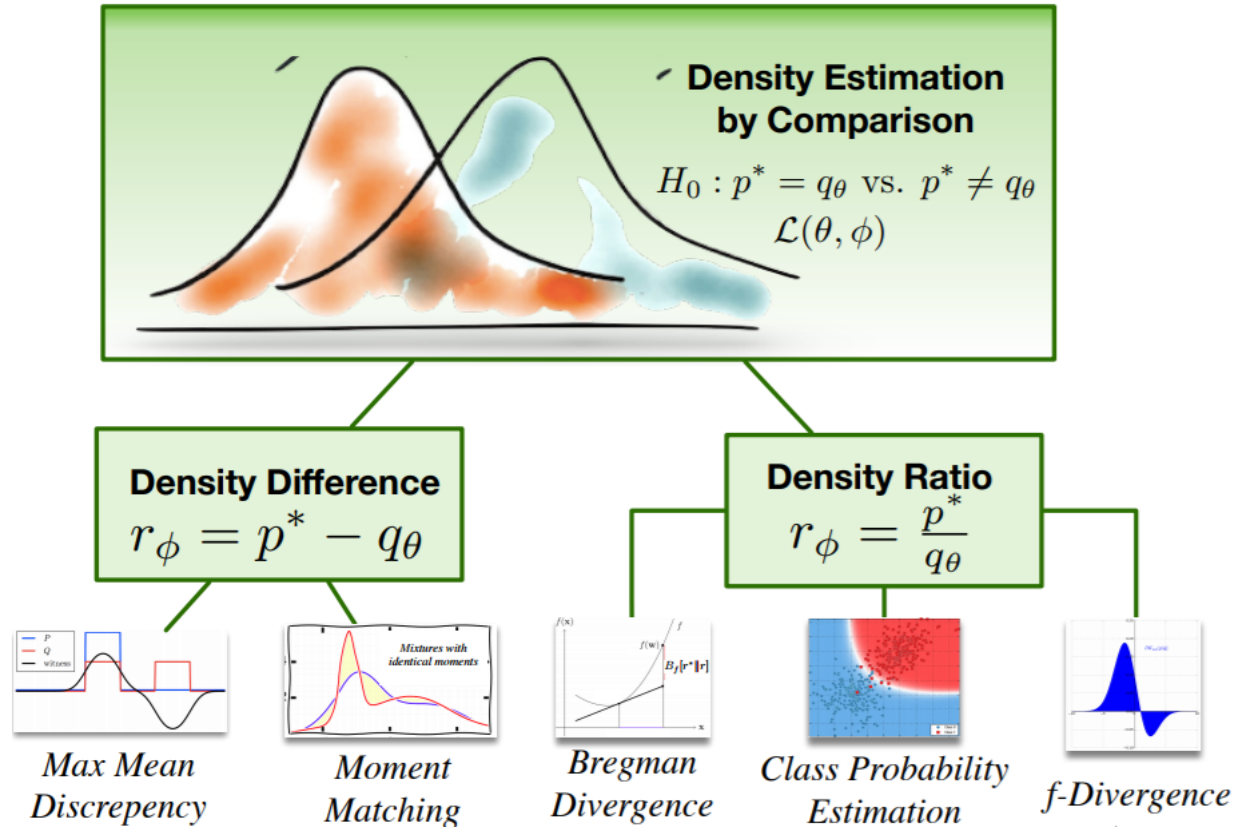 Density Estimation
by Comparison
H₀ : p* = q_θ vs. p* ≠ q_θ
ℒ(θ, ϕ)
Density Difference
r_ϕ = p* − q_θ
Density Ratio
r_ϕ = p*/q_θ
P
Q
witness
Mixtures with
identical moments
f(x)
f
f(w)
B_f[r*‖r]
x
Max Mean
Discrepency
Moment
Matching
Bregman
Divergence
Class Probability
Estimation
f-Divergence